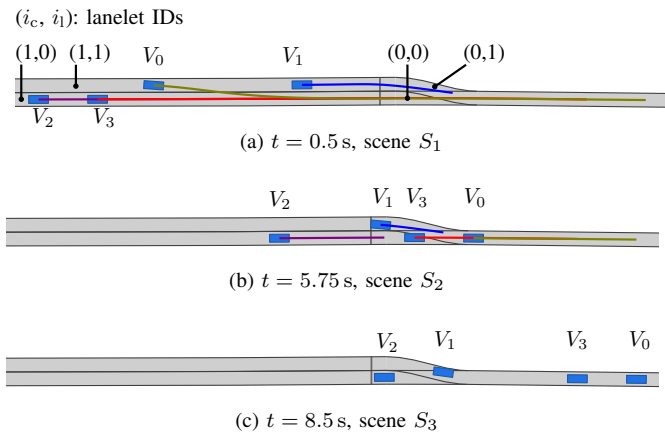 (i_c, i_l): lanelet IDs
(1,0) (1,1) V_0 V_1 (0,0) (0,1)
V_2 V_3
(a) t = 0.5 s, scene S_1
V_2 V_1 V_3 V_0
(b) t = 5.75 s, scene S_2
V_2 V_1 V_3 V_0
(c) t = 8.5 s, scene S_3